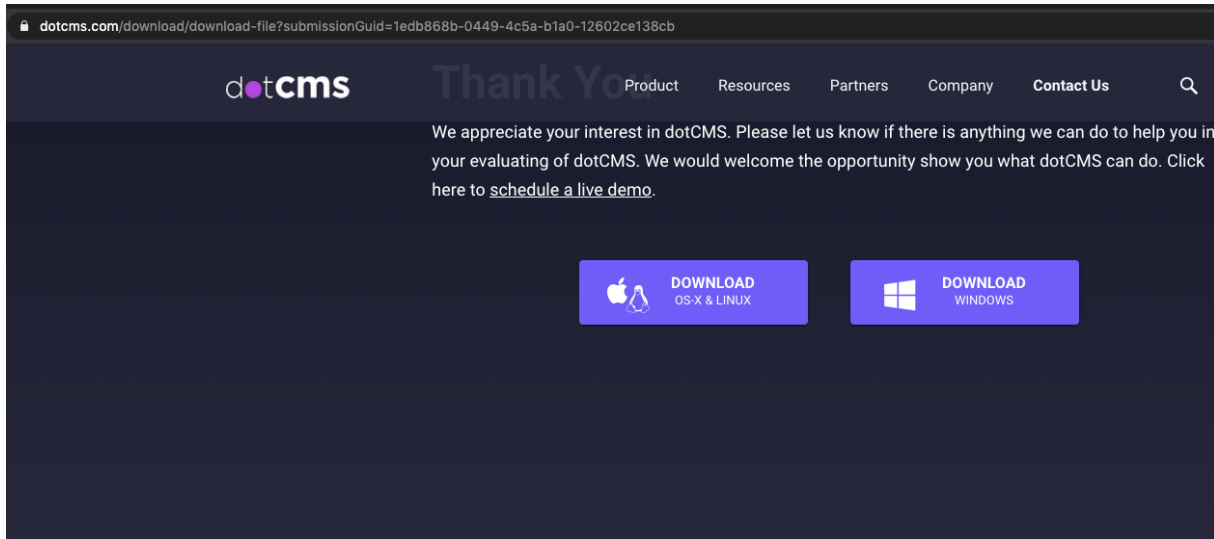 dotcms.com/download/download-file?submissionGuid=1edb868b-0449-4c5a-b1a0-12602ce138cb
dotcms Thank You Product Resources Partners Company Contact Us
We appreciate your interest in dotCMS. Please let us know if there is anything we can do to help you in
your evaluating of dotCMS. We would welcome the opportunity show you what dotCMS can do. Click
here to schedule a live demo.
DOWNLOAD
OS-X & LINUX
DOWNLOAD
WINDOWS